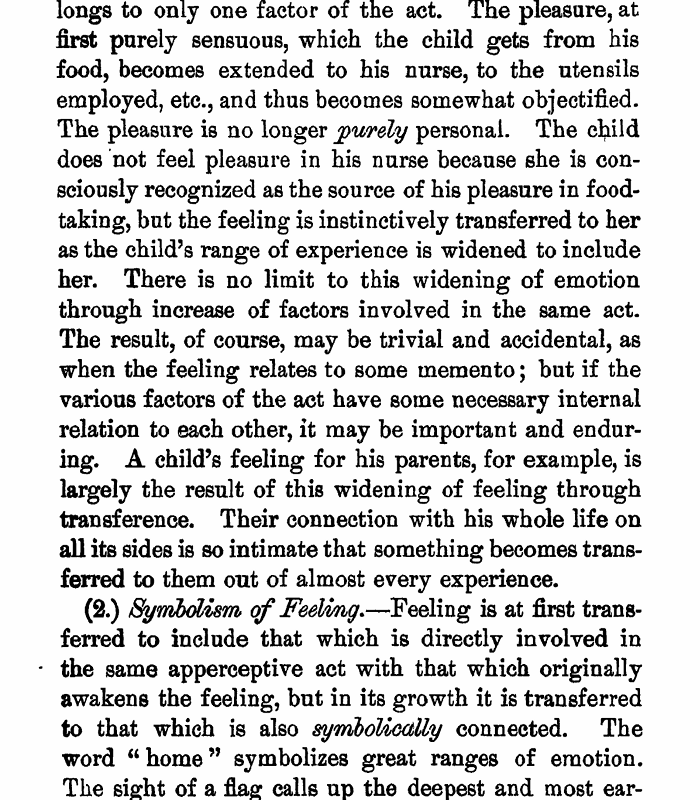 longs to only one factor of the act. The pleasure, at
first purely sensuous, which the child gets from his
food, becomes extended to his nurse, to the utensils
employed, etc., and thus becomes somewhat objectified.
The pleasure is no longer purely personal. The child
does not feel pleasure in his nurse because she is con-
sciously recognized as the source of his pleasure in food-
taking, but the feeling is instinctively transferred to her
as the child's range of experience is widened to include
her. There is no limit to this widening of emotion
through increase of factors involved in the same act.
The result, of course, may be trivial and accidental, as
when the feeling relates to some memento; but if the
various factors of the act have some necessary internal
relation to each other, it may be important and endur-
ing. A child's feeling for his parents, for example, is
largely the result of this widening of feeling through
transference. Their connection with his whole life on
all its sides is so intimate that something becomes trans-
ferred to them out of almost every experience.
(2.) Symbolism of Feeling.—Feeling is at first trans-
ferred to include that which is directly involved in
the same apperceptive act with that which originally
awakens the feeling, but in its growth it is transferred
to that which is also symbolically connected. The
word "home" symbolizes great ranges of emotion.
The sight of a flag calls up the deepest and most ear-